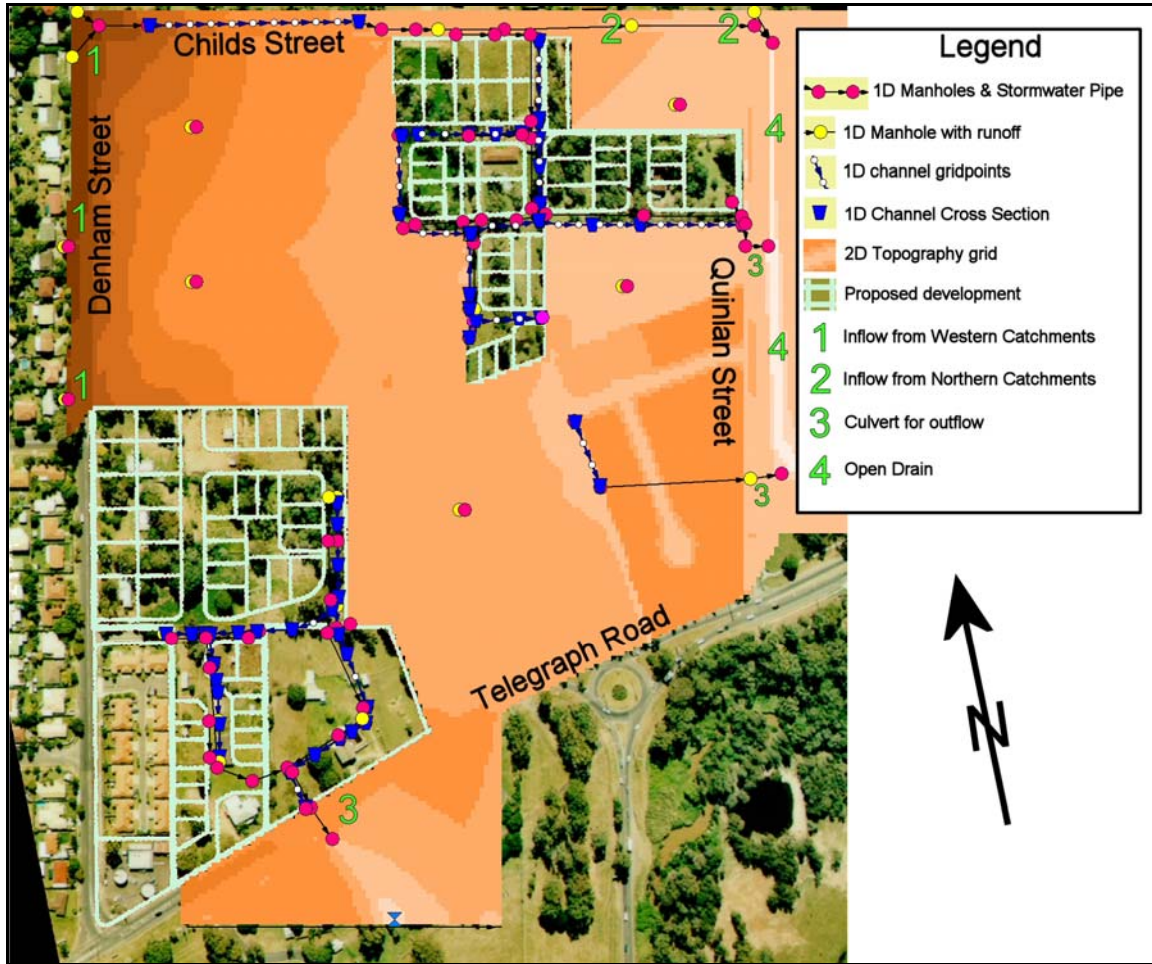 Childs Street
Denham Street
Quinlan Street
Telegraph Road
1
1
1
2
2
4
3
4
3
3
Legend
1D Manholes & Stormwater Pipe
1D Manhole with runoff
1D channel gridpoints
1D Channel Cross Section
2D Topography grid
Proposed development
1 Inflow from Western Catchments
2 Inflow from Northern Catchments
3 Culvert for outflow
4 Open Drain
N